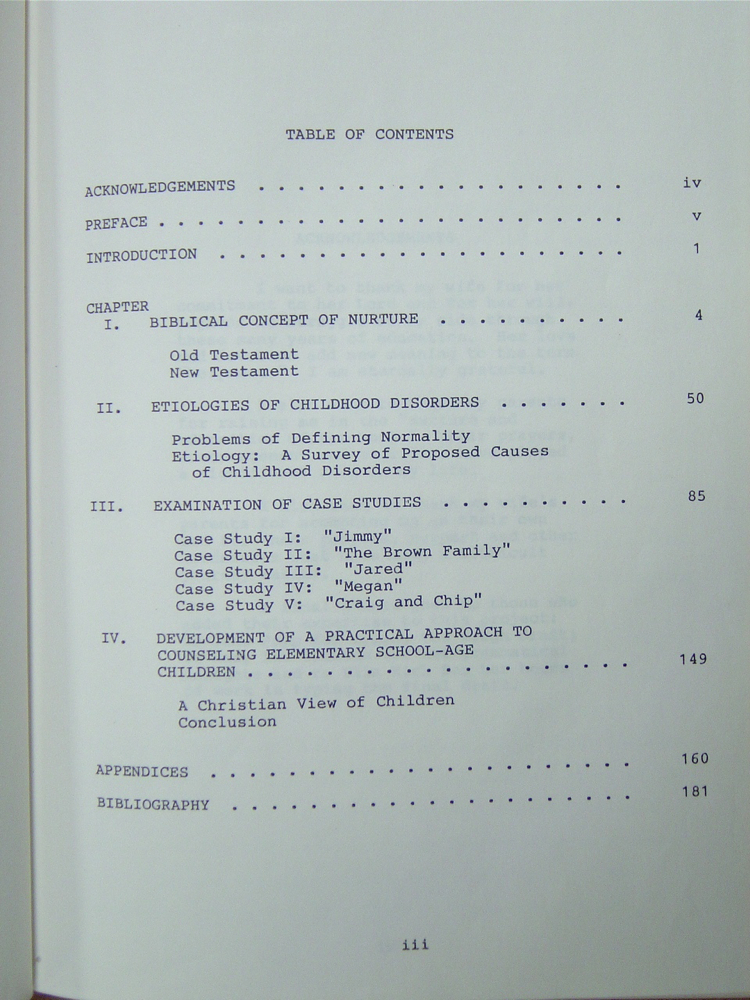 TABLE OF CONTENTS
ACKNOWLEDGEMENTS . . . . . . . . . . . . . . . . . . . iv
PREFACE . . . . . . . . . . . . . . . . . . . . . . . . v
INTRODUCTION . . . . . . . . . . . . . . . . . . . . . 1
CHAPTER
I. BIBLICAL CONCEPT OF NURTURE . . . . . . . . . . 4
Old Testament
New Testament
II. ETIOLOGIES OF CHILDHOOD DISORDERS . . . . . . . 50
Problems of Defining Normality
Etiology: A Survey of Proposed Causes
of Childhood Disorders
III. EXAMINATION OF CASE STUDIES . . . . . . . . . . 85
Case Study I: "Jimmy"
Case Study II: "The Brown Family"
Case Study III: "Jared"
Case Study IV: "Megan"
Case Study V: "Craig and Chip"
IV. DEVELOPMENT OF A PRACTICAL APPROACH TO
COUNSELING ELEMENTARY SCHOOL-AGE
CHILDREN . . . . . . . . . . . . . . . . . . . . 149
A Christian View of Children
Conclusion
APPENDICES . . . . . . . . . . . . . . . . . . . . . . 160
BIBLIOGRAPHY . . . . . . . . . . . . . . . . . . . . . 181
iii